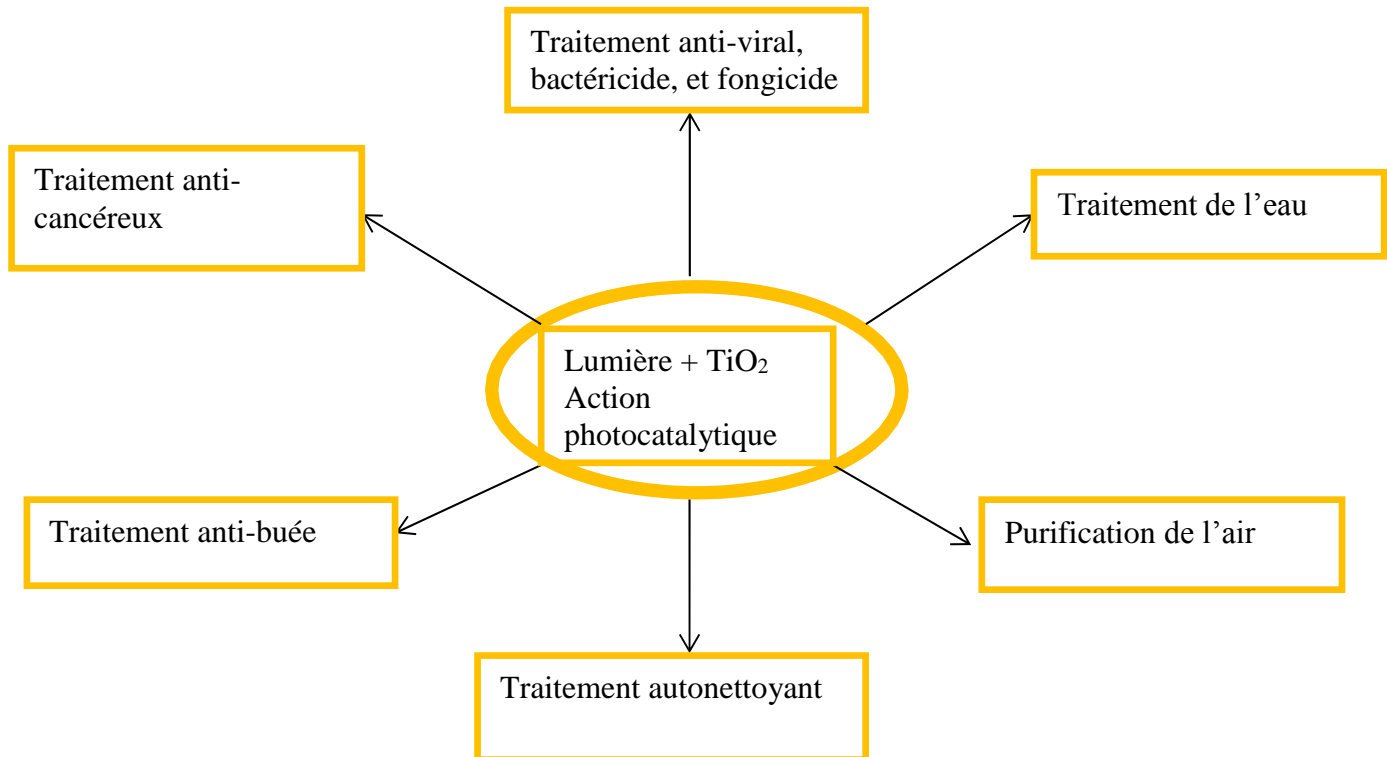 Traitement anti-viral,
bactéricide, et fongicide
Traitement anti-
cancéreux
Traitement de l’eau
Lumière + TiO₂
Action
photocatalytique
Traitement anti-buée
Purification de l’air
Traitement autonettoyant